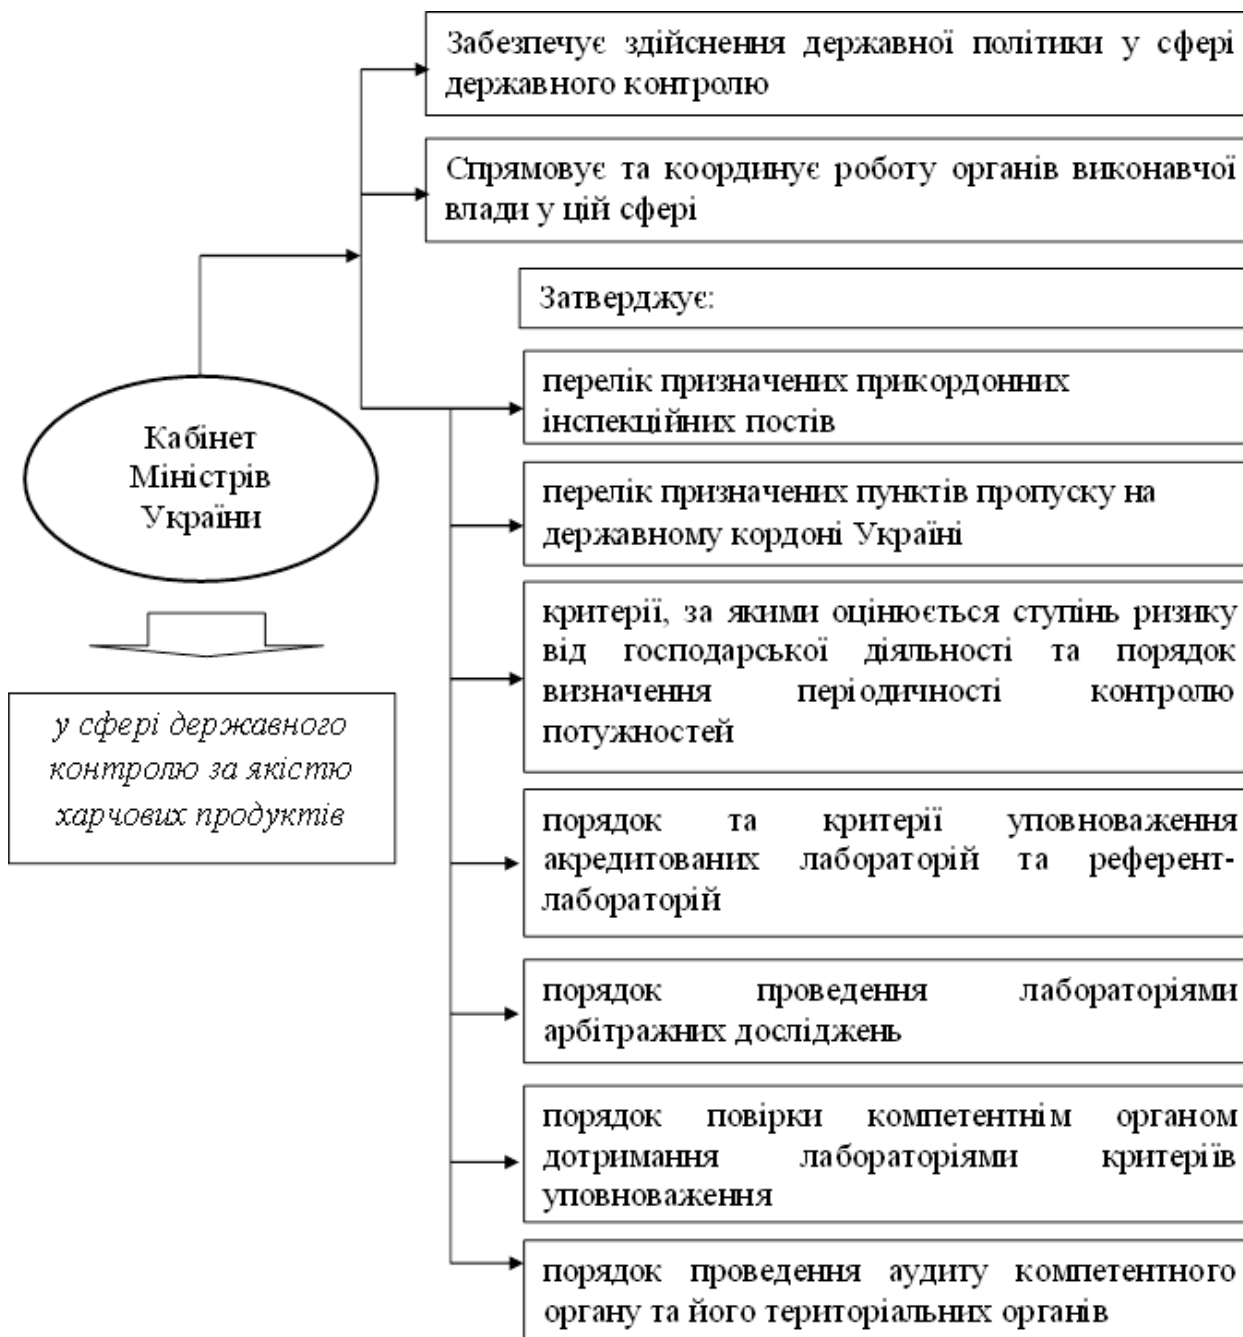 Забезпечує здійснення державної політики у сфері
державного контролю
Спрямовує та координує роботу органів виконавчої
влади у цій сфері
Затверджує:
перелік призначених прикордонних
інспекційних постів
Кабінет
Міністрів
України
перелік призначених пунктів пропуску на
державному кордоні Україні
критерії, за якими оцінюється ступінь ризику
від господарської діяльності та порядок
визначення періодичності контролю
потужностей
у сфері державного
контролю за якістю
харчових продуктів
порядок та критерії уповноваження
акредитованих лабораторій та референт-
лабораторій
порядок проведення лабораторіями
арбітражних досліджень
порядок повірки компетентнім органом
дотримання лабораторіями критеріїв
уповноваження
порядок проведення аудиту компетентного
органу та його територіальних органів